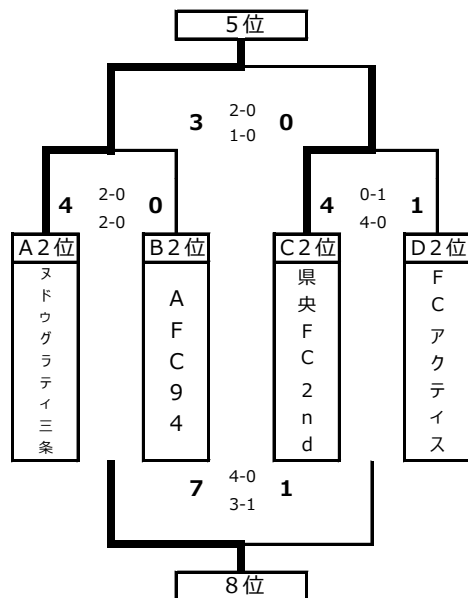 5位
3 2-0 0
1-0
4 2-0 0
2-0
4 0-1 1
4-0
A2位
B2位
C2位
D2位
ヌドウグラテイ三条
AFC94
県央FC2nd
FCアクテイス
7 4-0 1
3-1
8位